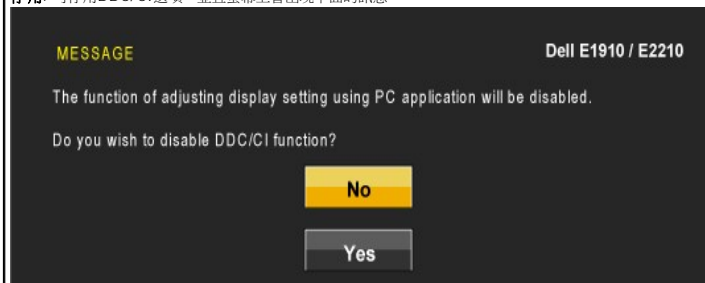 MESSAGE
Dell E1910 / E2210
The function of adjusting display setting using PC application will be disabled.
Do you wish to disable DDC/CI function?
No
Yes